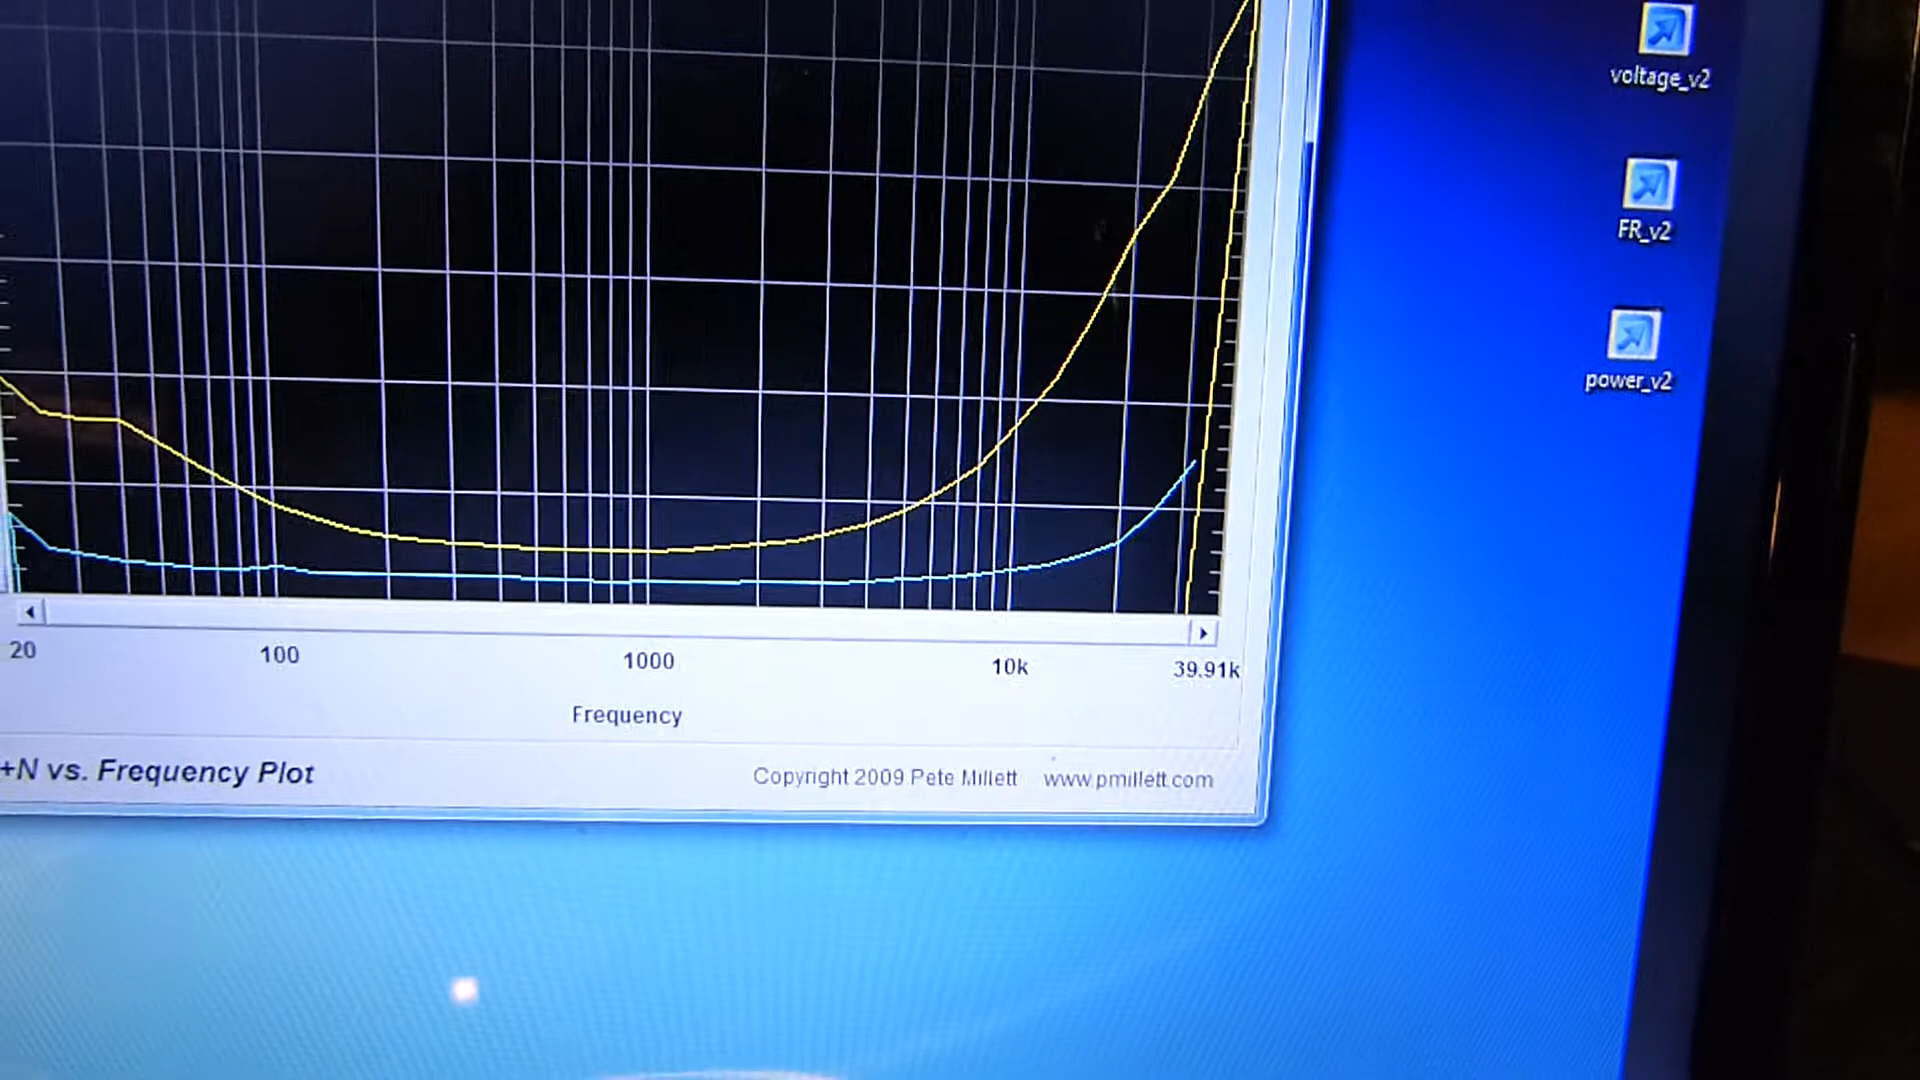 voltage_v2
FR_v2
power_v2
20 100 1000 10k 39.91k
Frequency
+N vs. Frequency Plot
Copyright 2009 Pete Millett www.pmillett.com